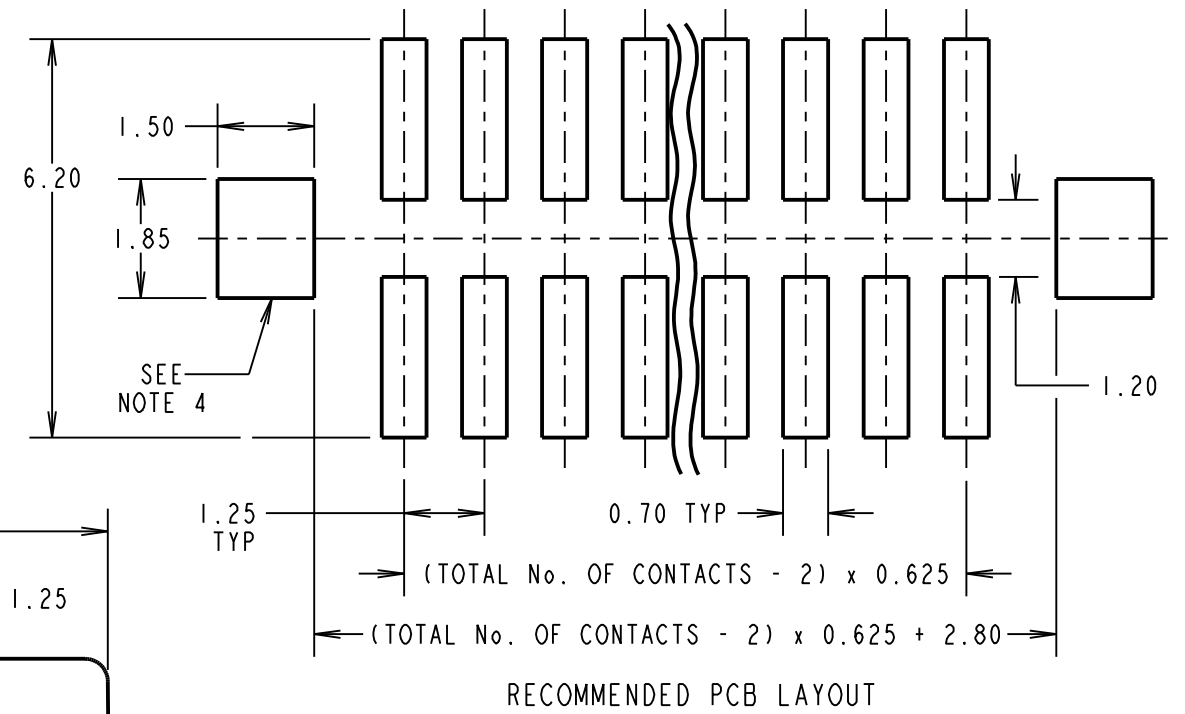 1.50
6.20
1.85
SEE
NOTE 4
1.20
1.25
TYP
0.70 TYP
(TOTAL No. OF CONTACTS - 2) x 0.625
1.25
(TOTAL No. OF CONTACTS - 2) x 0.625 + 2.80
RECOMMENDED PCB LAYOUT